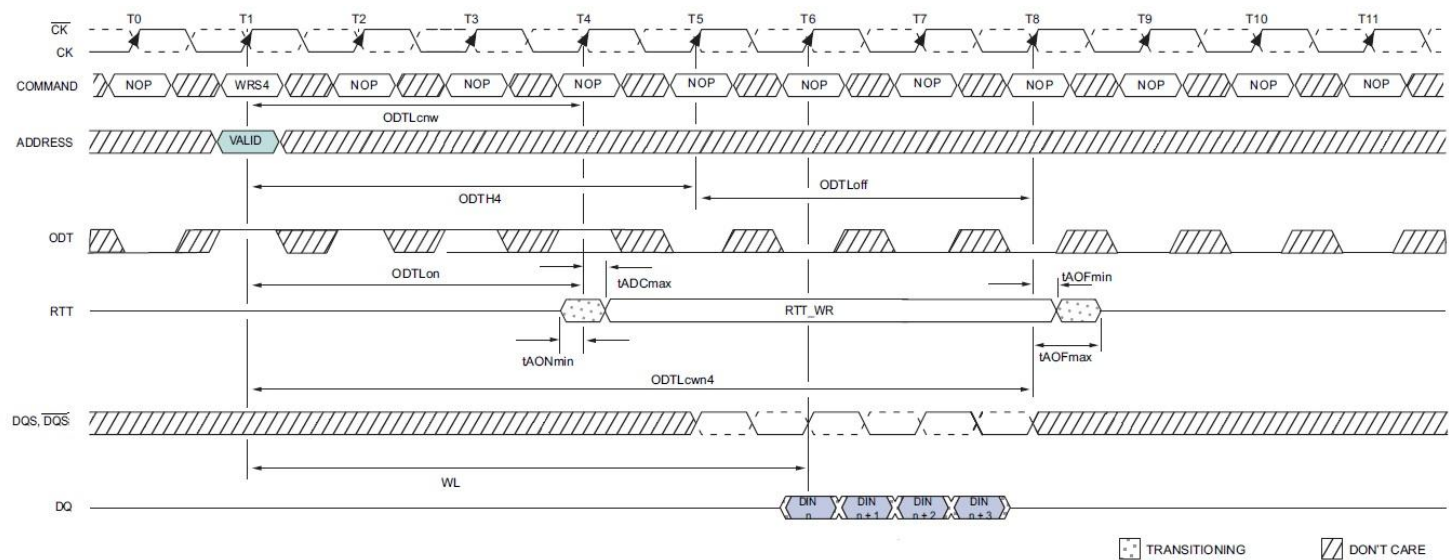 T0 T1 T2 T3 T4 T5 T6 T7 T8 T9 T10 T11
CK
CK
COMMAND NOP WRS4 NOP NOP NOP NOP NOP NOP NOP NOP NOP NOP
ODTLcnw
ADDRESS VALID
ODTH4 ODTLoff
ODT
ODTLon tADCmax tAOFmin
RTT RTT_WR
tAONmin tAOFmax
ODTLcwn4
DQS, DQS
WL
DQ DIN n DIN n + 1 DIN n + 2 DIN n + 3
TRANSITIONING DON'T CARE